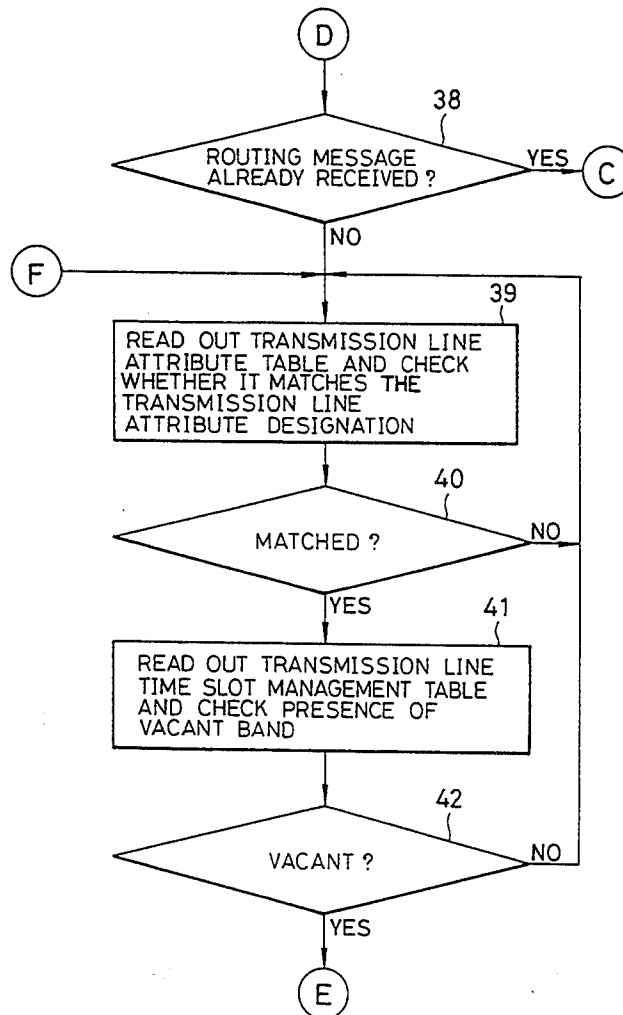 D
38
ROUTING MESSAGE
ALREADY RECEIVED ?
YES
C
NO
F
39
READ OUT TRANSMISSION LINE
ATTRIBUTE TABLE AND CHECK
WHETHER IT MATCHES THE
TRANSMISSION LINE
ATTRIBUTE DESIGNATION
40
MATCHED ?
NO
YES
41
READ OUT TRANSMISSION LINE
TIME SLOT MANAGEMENT TABLE
AND CHECK PRESENCE OF
VACANT BAND
42
VACANT ?
NO
YES
E